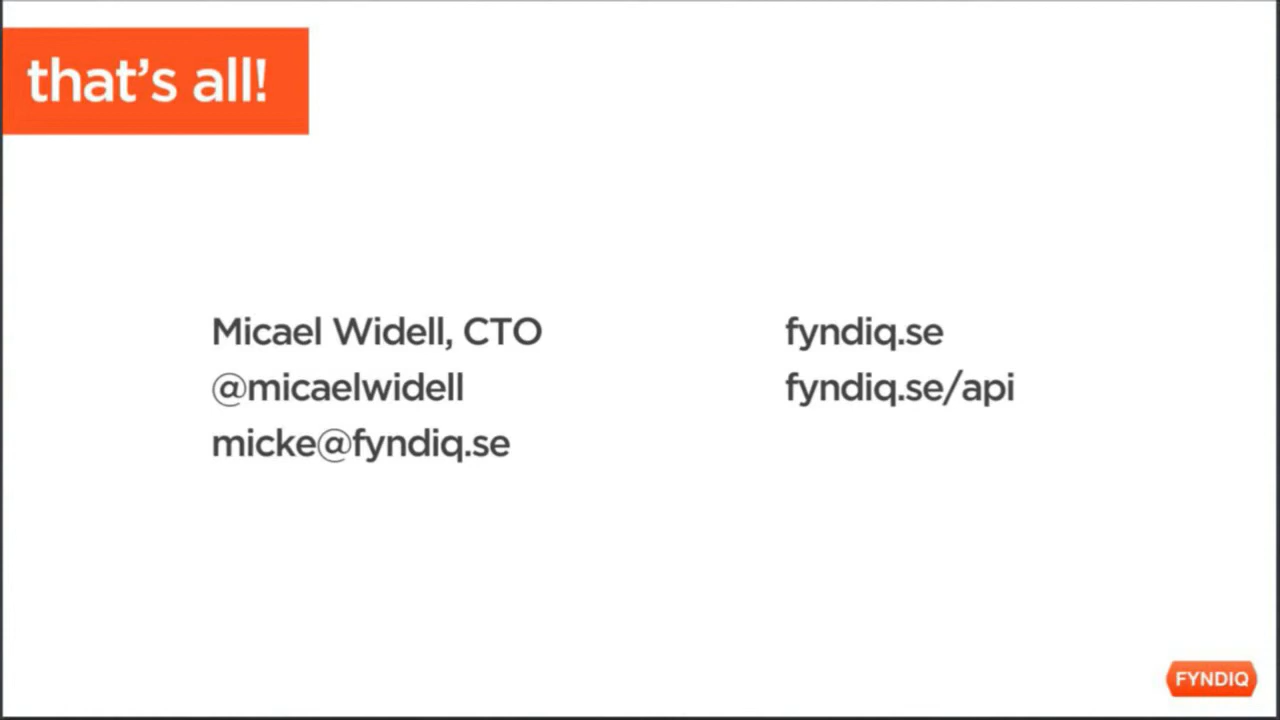 that's all!
Micael Widell, CTO
@micaelwidell
micke@fyndiq.se
fyndiq.se
fyndiq.se/api
FYNDIQ